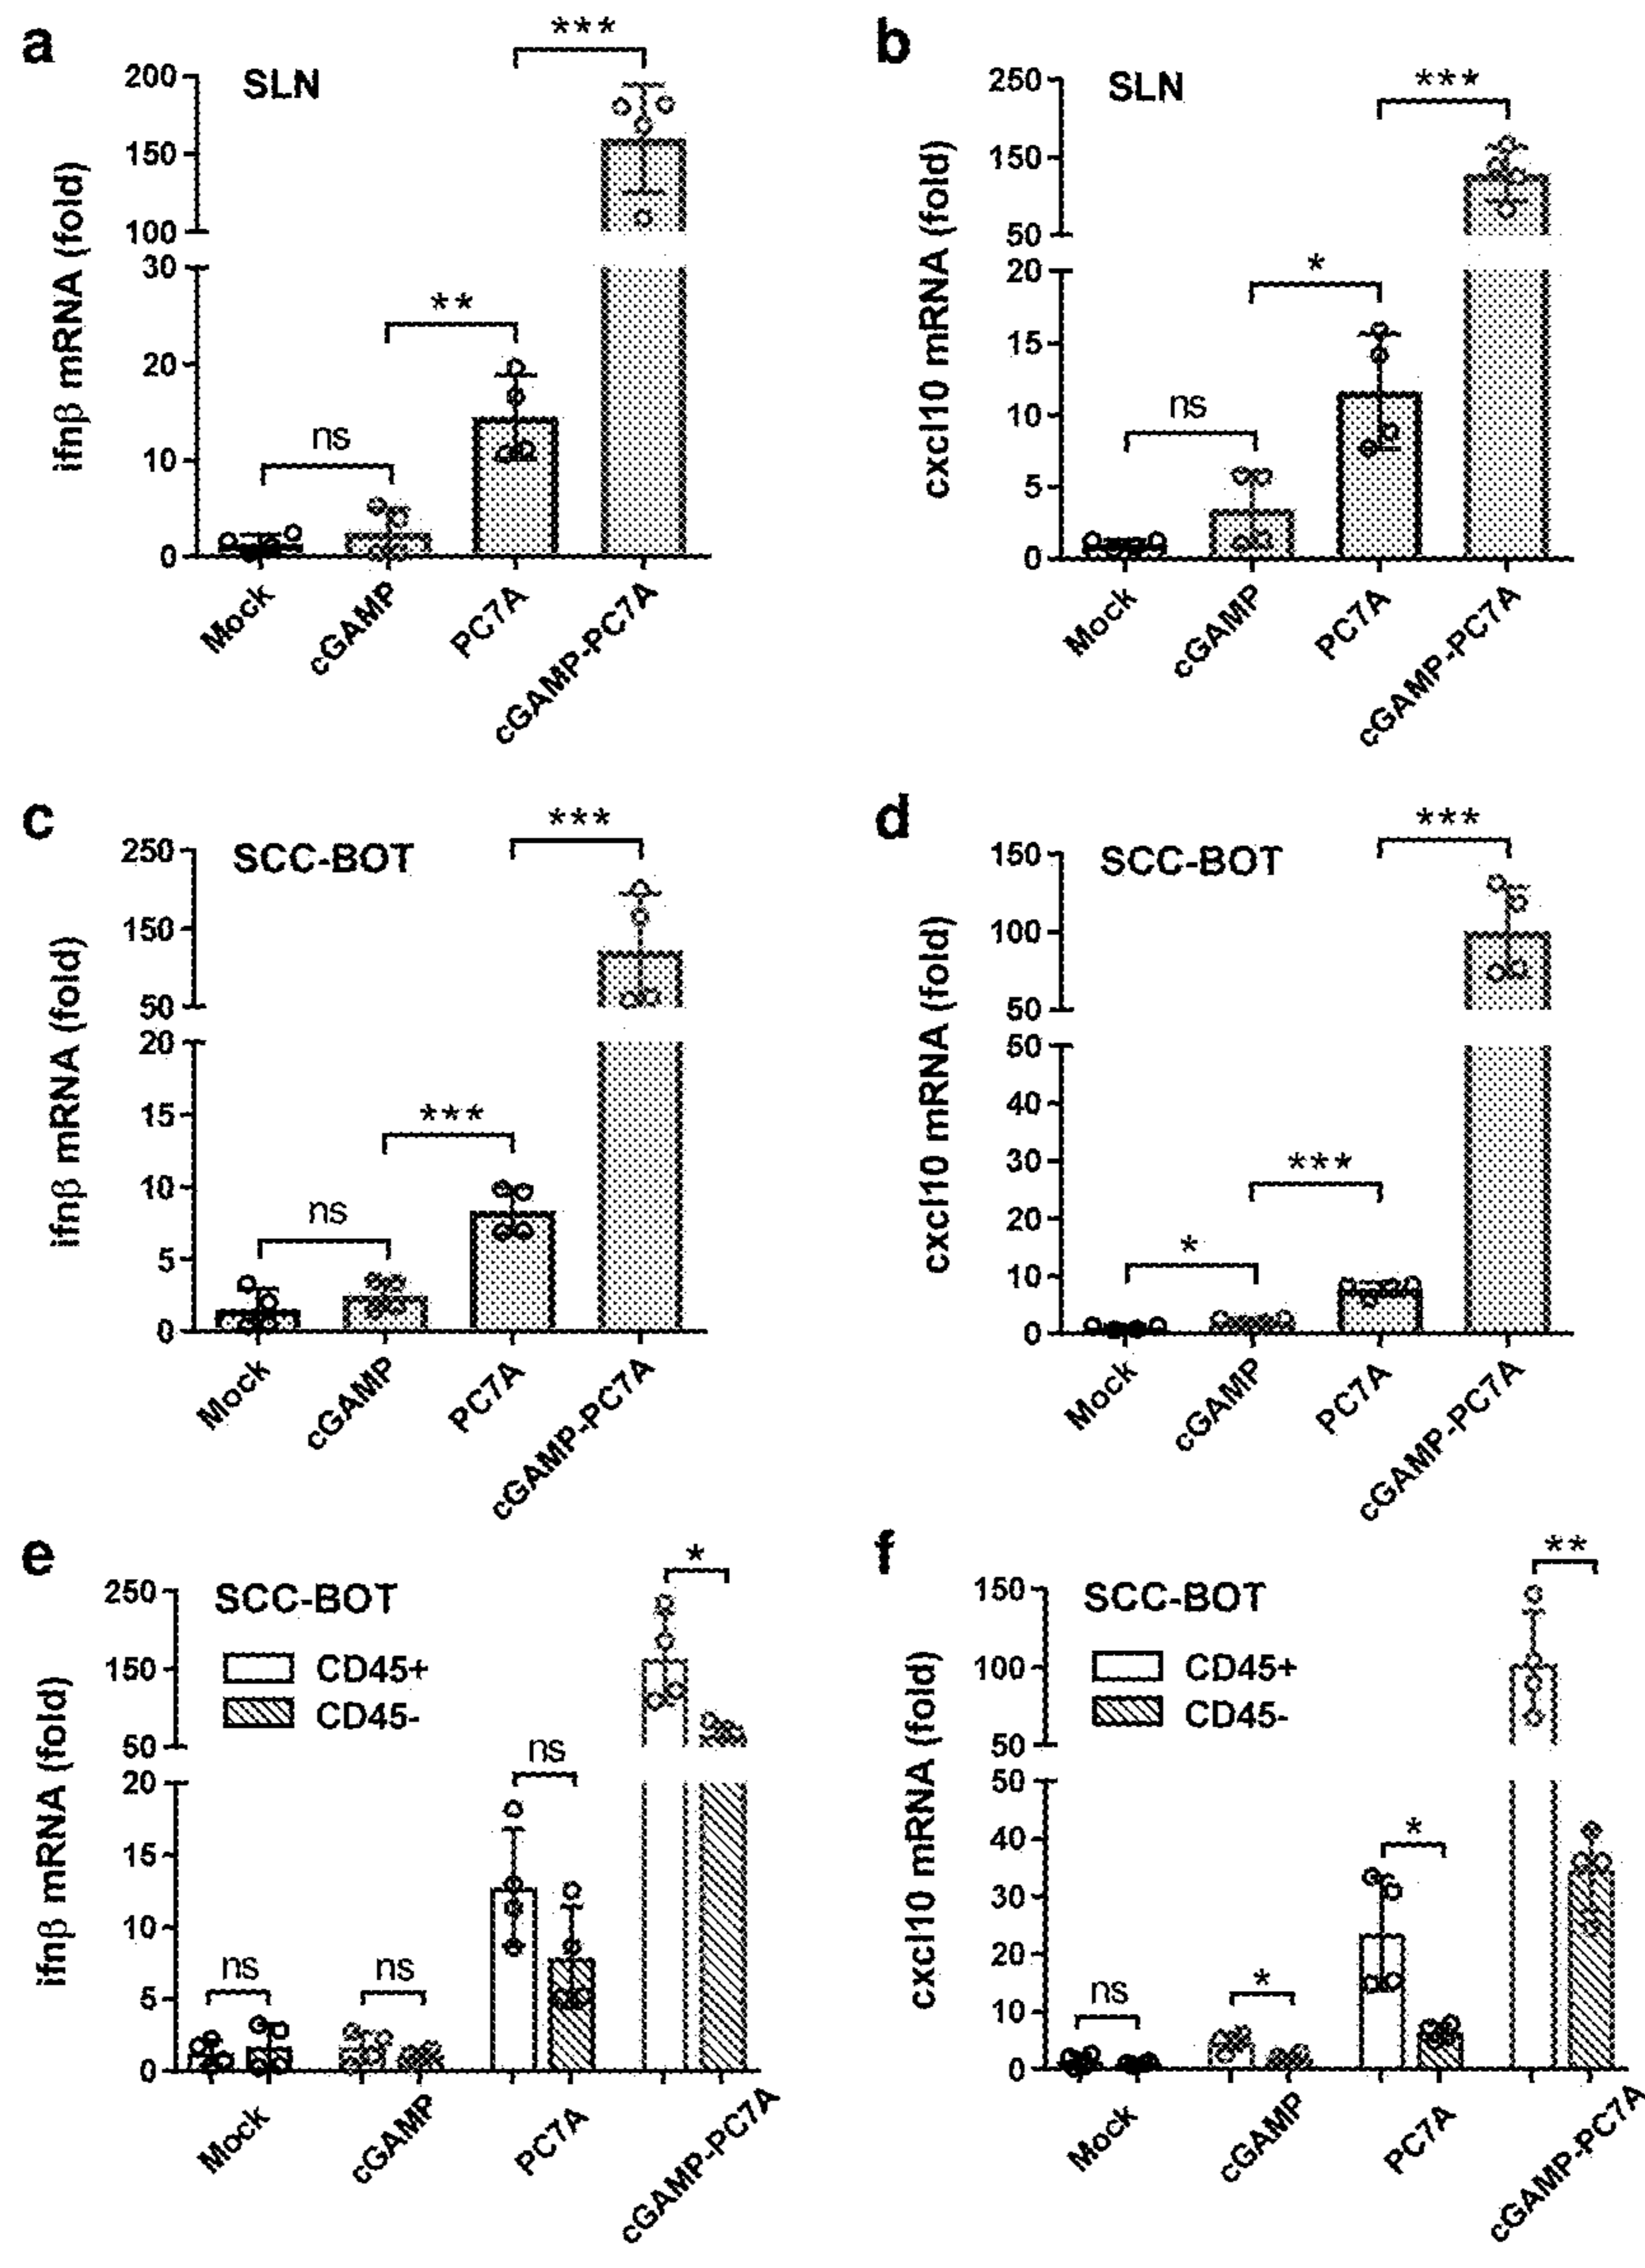 a
SLN
ifnβ mRNA (fold)
200
150
100
30
20
10
0
ns
**
***
Mock
cGAMP
PC7A
cGAMP-PC7A
b
SLN
cxcl10 mRNA (fold)
250
150
50
20
15
10
5
0
ns
*
***
Mock
cGAMP
PC7A
cGAMP-PC7A
c
SCC-BOT
ifnβ mRNA (fold)
250
150
50
20
15
10
5
0
ns
***
***
Mock
cGAMP
PC7A
cGAMP-PC7A
d
SCC-BOT
cxcl10 mRNA (fold)
150
100
50
50
40
30
20
10
0
*
***
***
Mock
cGAMP
PC7A
cGAMP-PC7A
e
SCC-BOT
CD45+
CD45-
ifnβ mRNA (fold)
250
150
50
20
15
10
5
0
ns
ns
ns
*
Mock
cGAMP
PC7A
cGAMP-PC7A
f
SCC-BOT
CD45+
CD45-
cxcl10 mRNA (fold)
150
100
50
50
40
30
20
10
0
ns
*
*
**
Mock
cGAMP
PC7A
cGAMP-PC7A